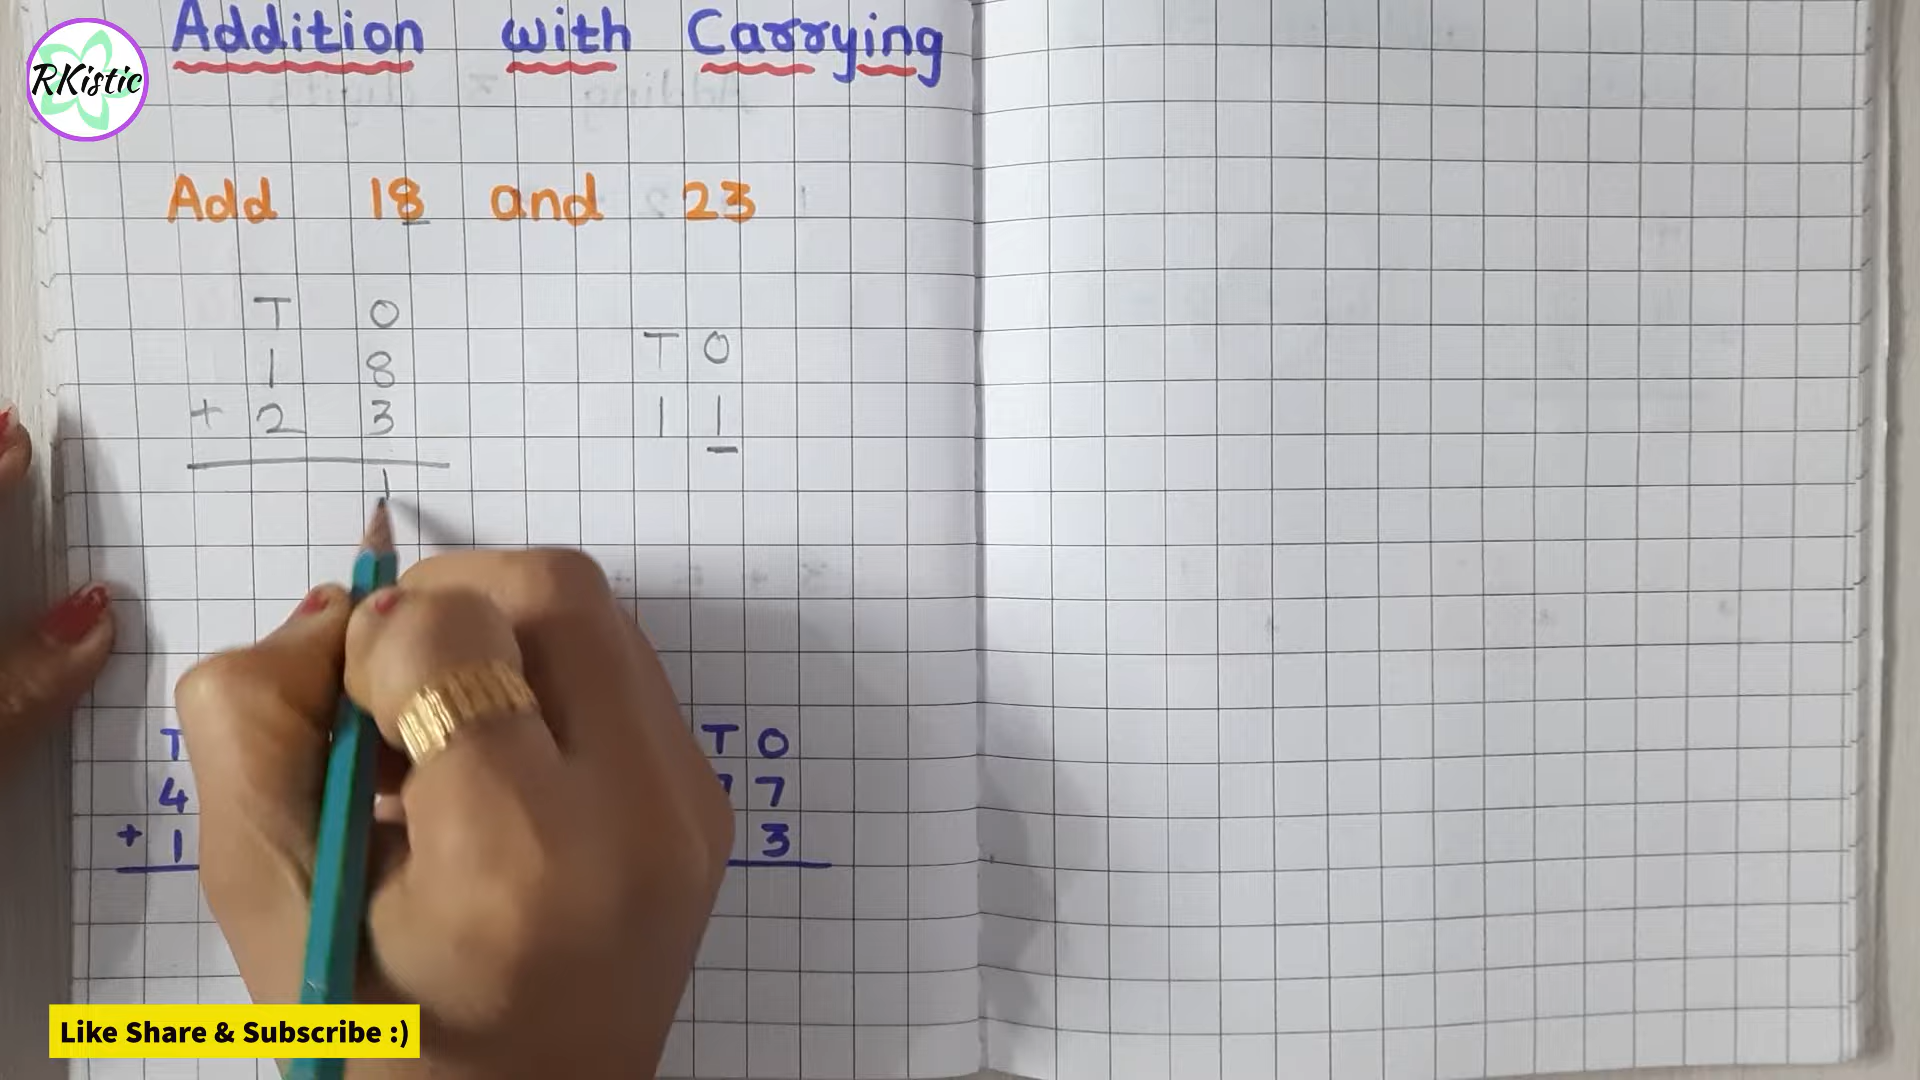 Addition with Carrying
RKistic
Add 18 and 23
T O
1 8
+ 2 3
1
T O
1 1
T
4
+ 1
T O
7
3
Like Share & Subscribe :)